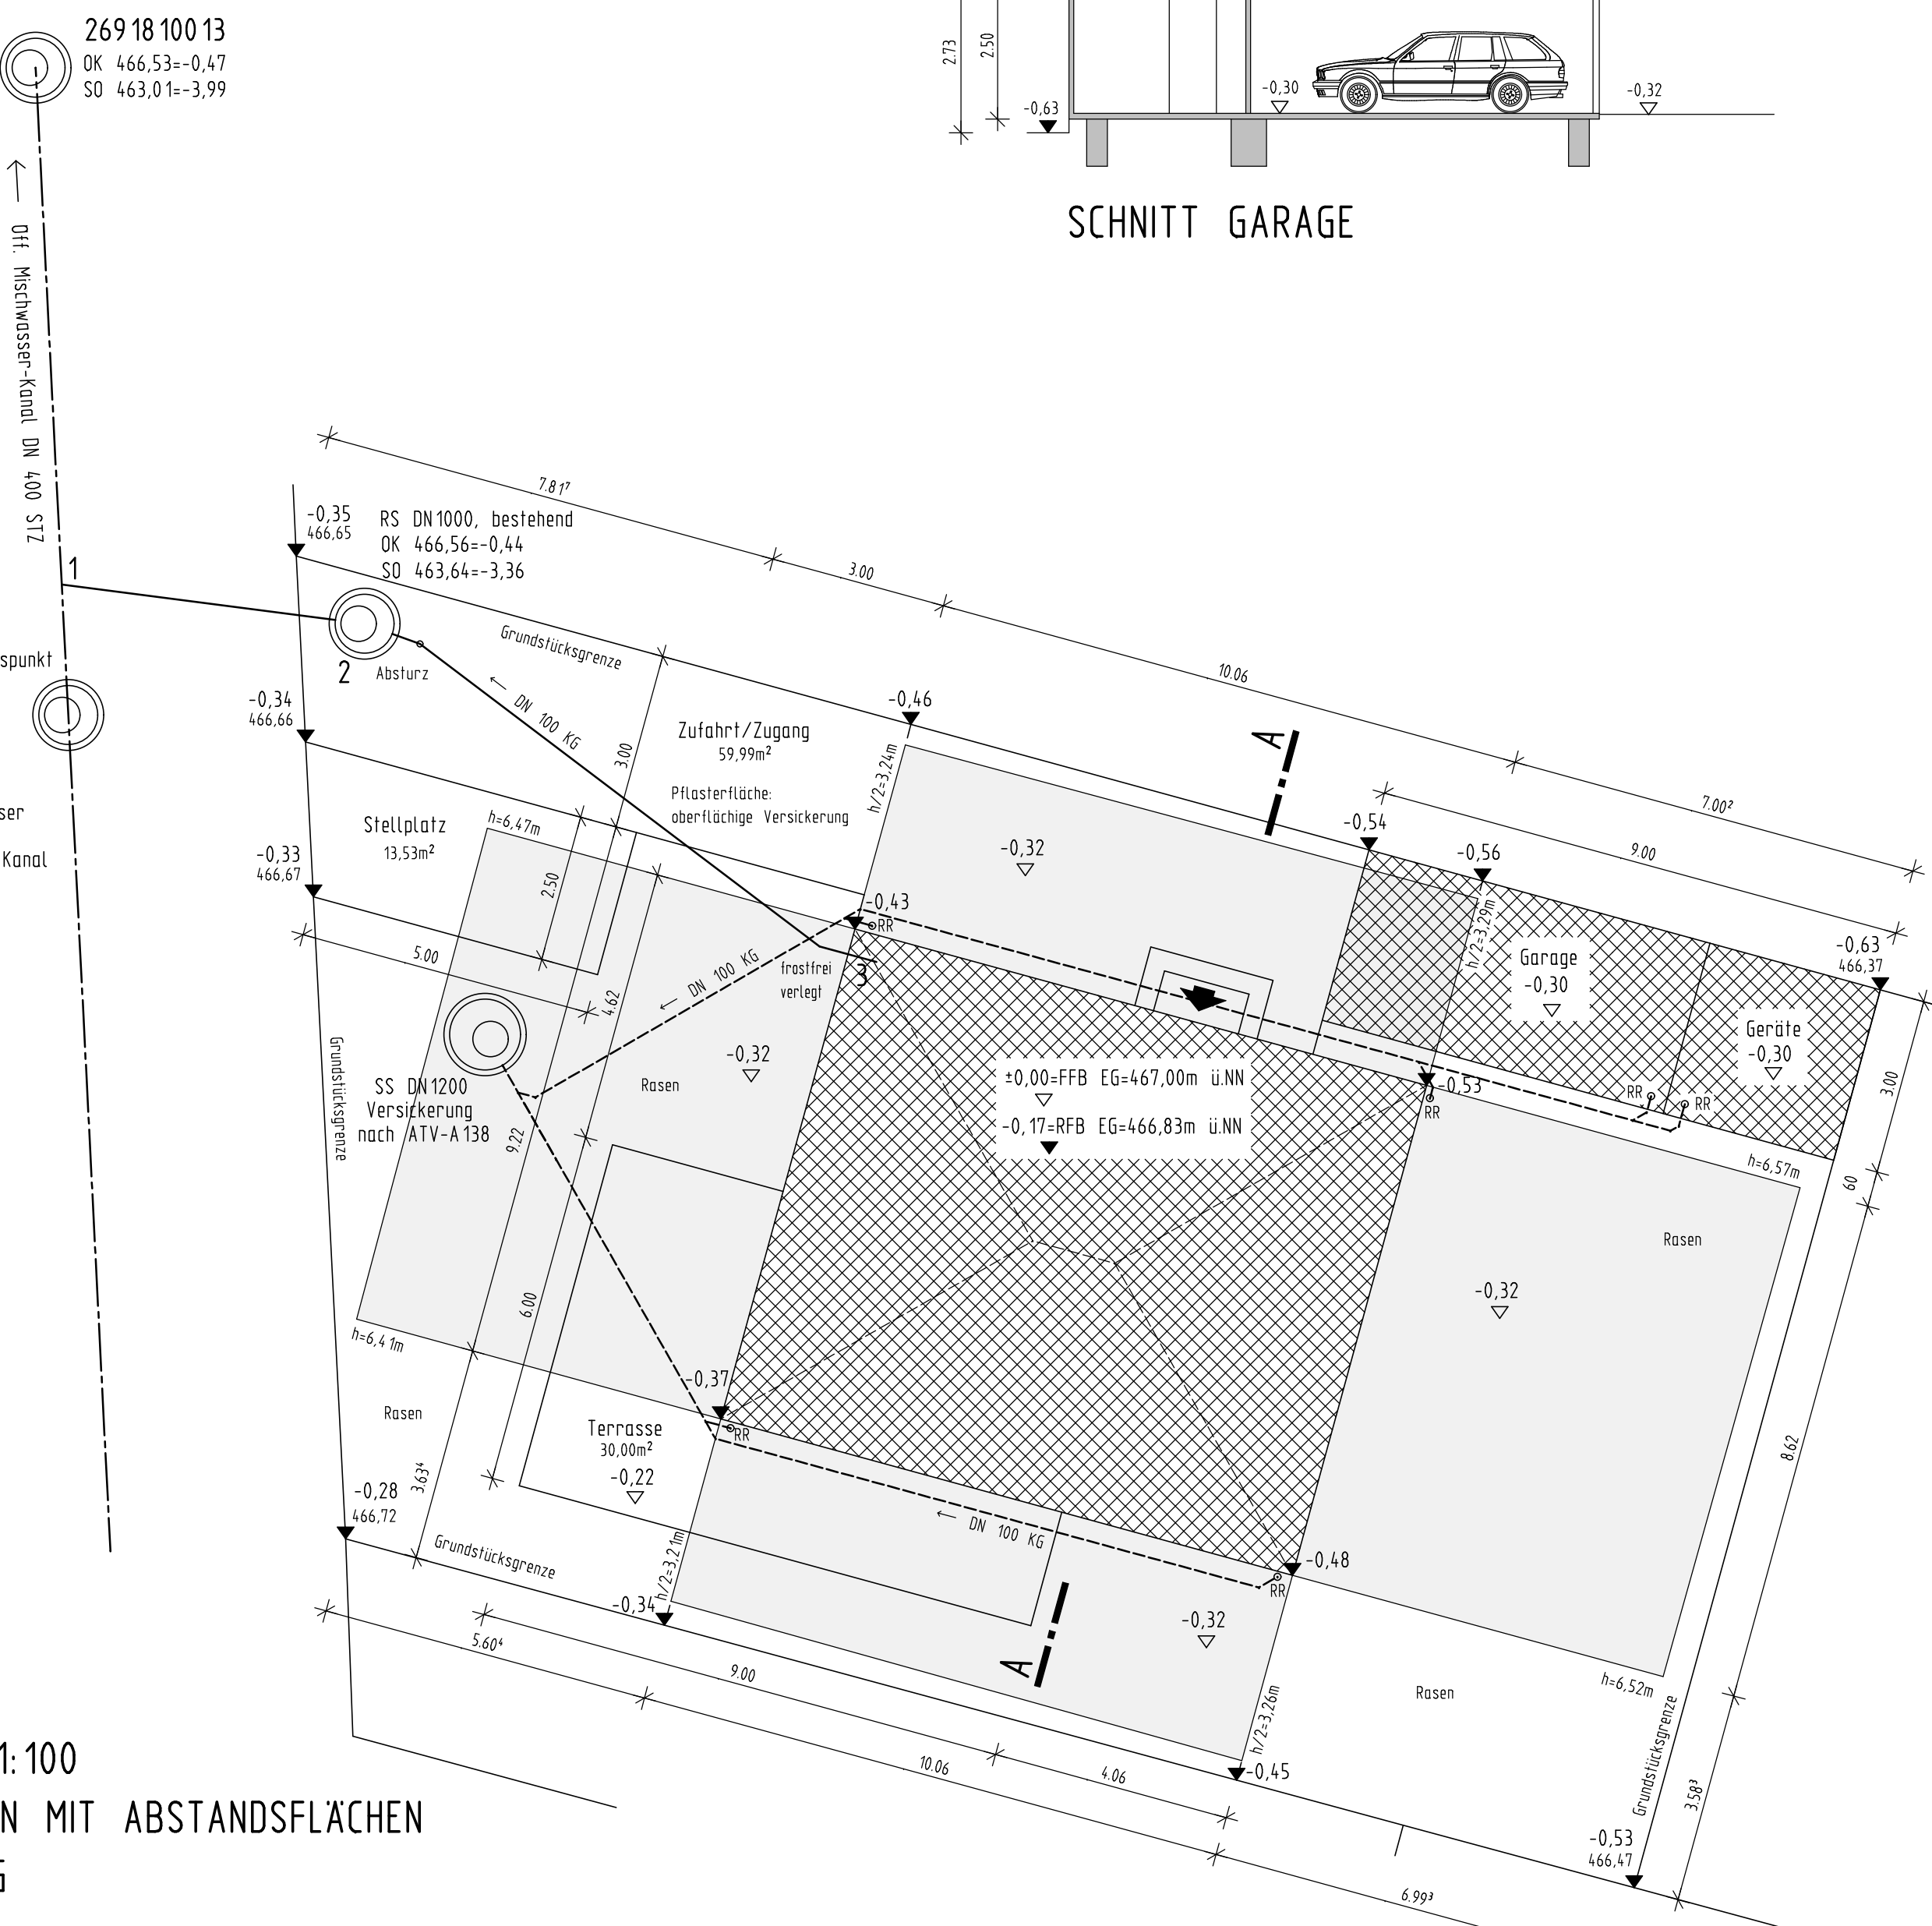 269 18 100 13
OK 466,53=-0,47
SO 463,01=-3,99
Öff. Mischwasser-Kanal DN 400 STZ
2.73
2.50
-0,63
-0,30
-0,32
SCHNITT GARAGE
7.81⁷
3.00
10.06
7.00²
9.00
-0,35
466,65
RS DN1000, bestehend
OK 466,56=-0,44
SO 463,64=-3,36
1
2
Absturz
Grundstücksgrenze
← DN 100 KG
spunkt
-0,34
466,66
-0,46
Zufahrt/Zugang
59,99m²
3.00
h/2=3,24m
A
Pflasterfläche:
oberflächige Versickerung
ser
Kanal
Stellplatz
13,53m²
h=6,47m
-0,33
466,67
2.50
-0,32
-0,54
-0,56
h/2=3,29m
Garage
-0,30
-0,63
466,37
Geräte
-0,30
-0,43
RR
3
frostfrei
verlegt
← DN 100 KG
5.00
4.62
-0,32
Rasen
Grundstücksgrenze
SS DN1200
Versickerung
nach ATV-A138
9.22
±0,00=FFB EG=467,00m ü.NN
-0,17=RFB EG=466,83m ü.NN
-0,53
RR
RR
RR
3.00
60
h=6,57m
Rasen
-0,32
6.00
h=6,41m
-0,37
RR
Rasen
Terrasse
30,00m²
-0,22
8.62
-0,28
466,72
3.63⁴
Grundstücksgrenze
← DN 100 KG
-0,48
RR
h/2=3,21m
-0,34
-0,32
A
5.60⁴
9.00
10.06
4.06
h/2=3,26m
-0,45
Rasen
h=6,52m
Grundstücksgrenze
3.58³
-0,53
466,47
6.99³
1:100
N MIT ABSTANDSFLÄCHEN
G